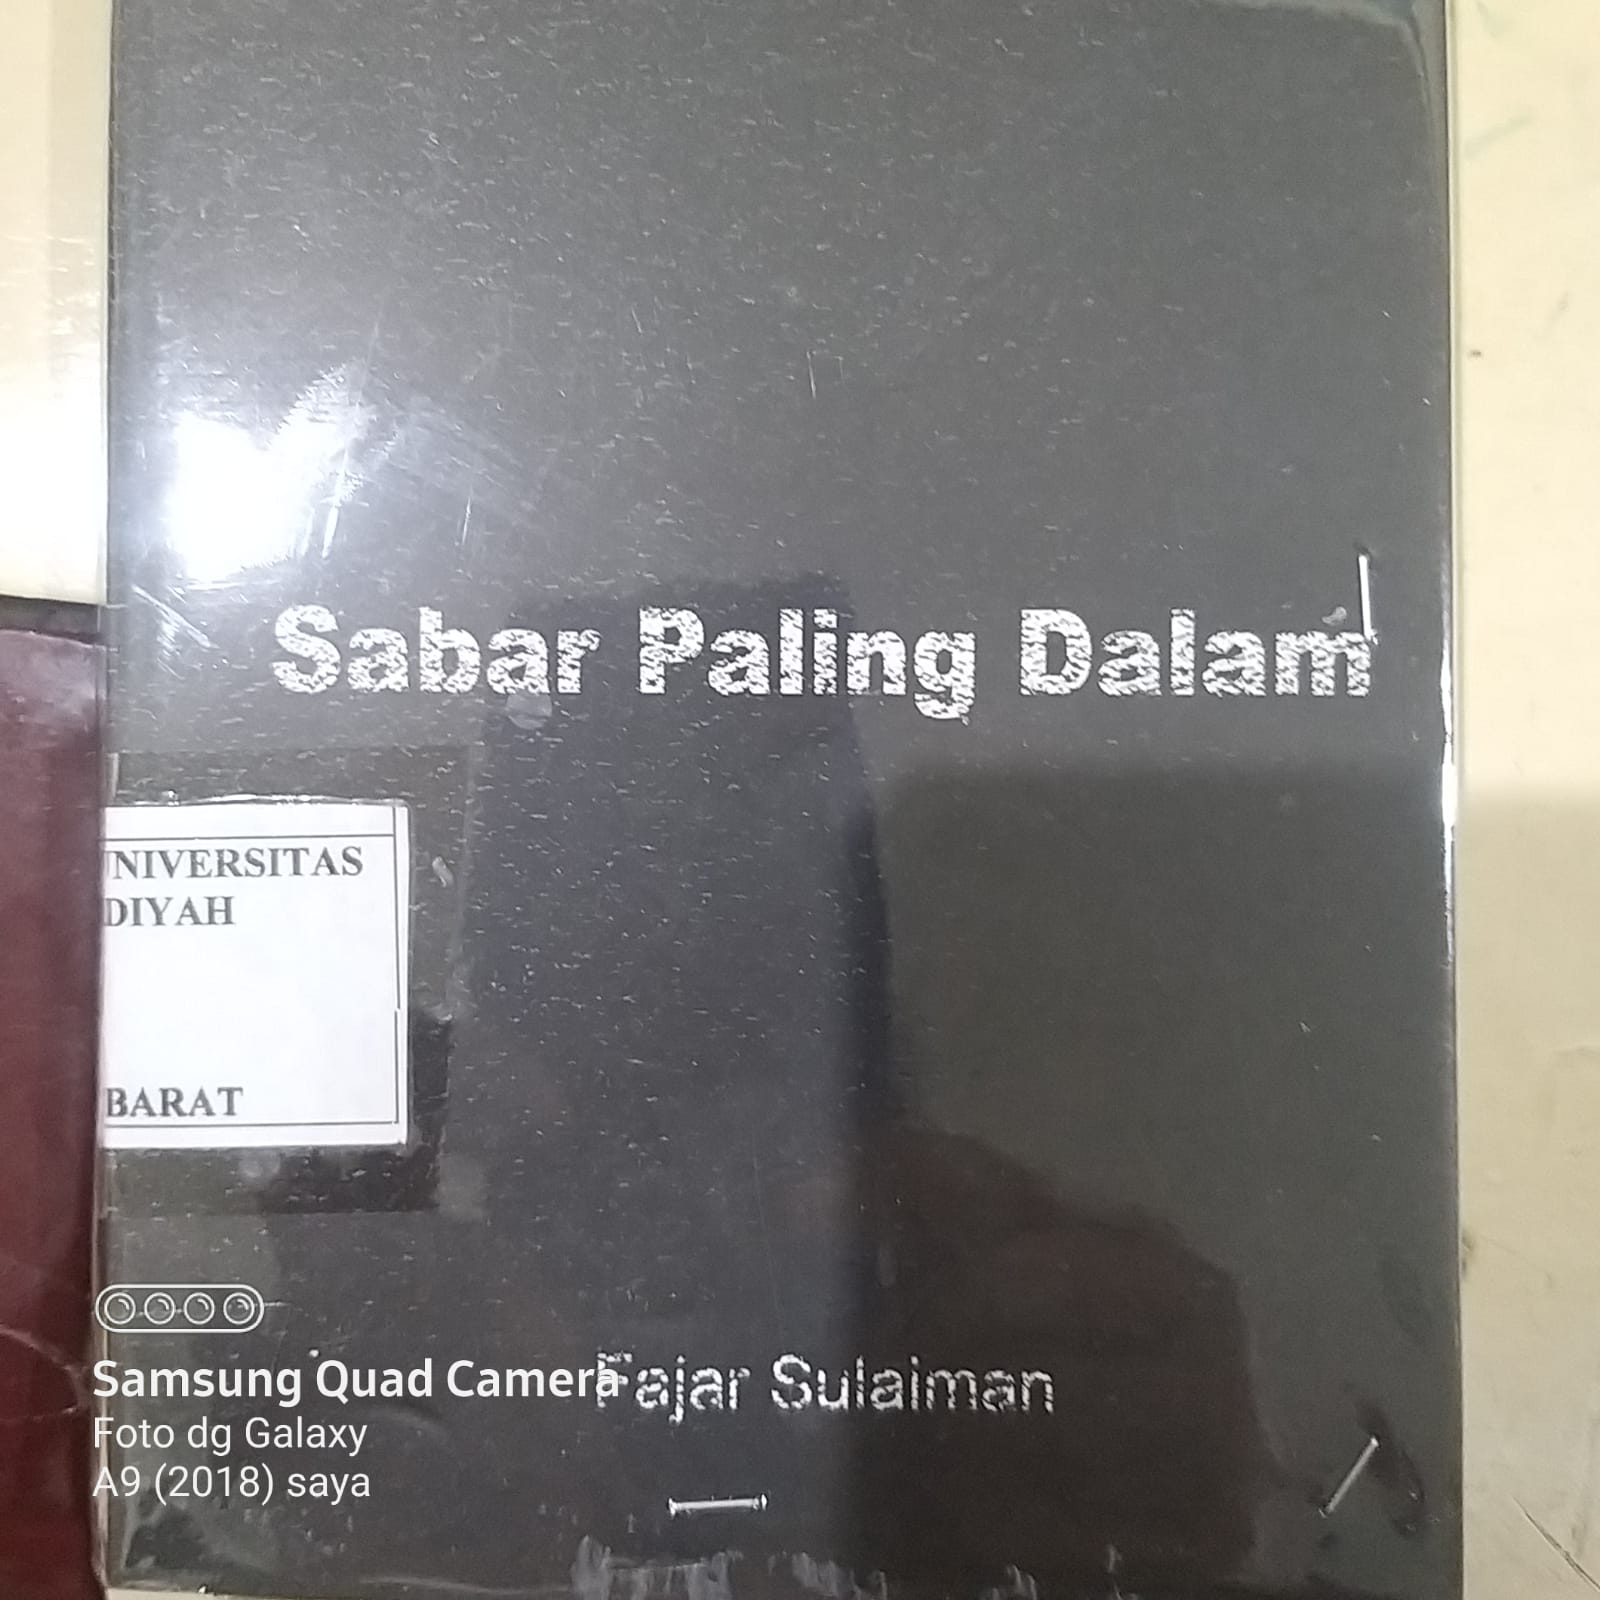 Sabar Paling Dalam
NIVERSITAS
DIYAH
BARAT
Fajar Sulaiman
Samsung Quad Camera
Foto dg Galaxy
A9 (2018) saya